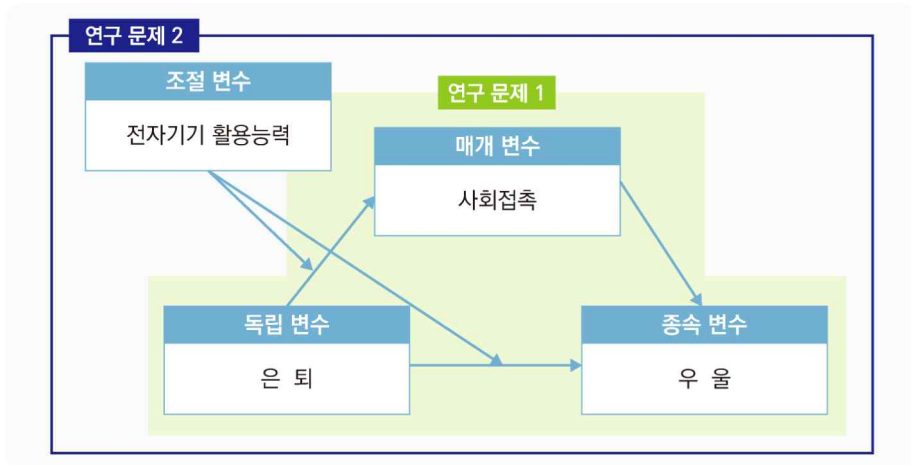 연구 문제 2
조절 변수
전자기기 활용능력
연구 문제 1
매개 변수
사회접촉
독립 변수
은 퇴
종속 변수
우 울